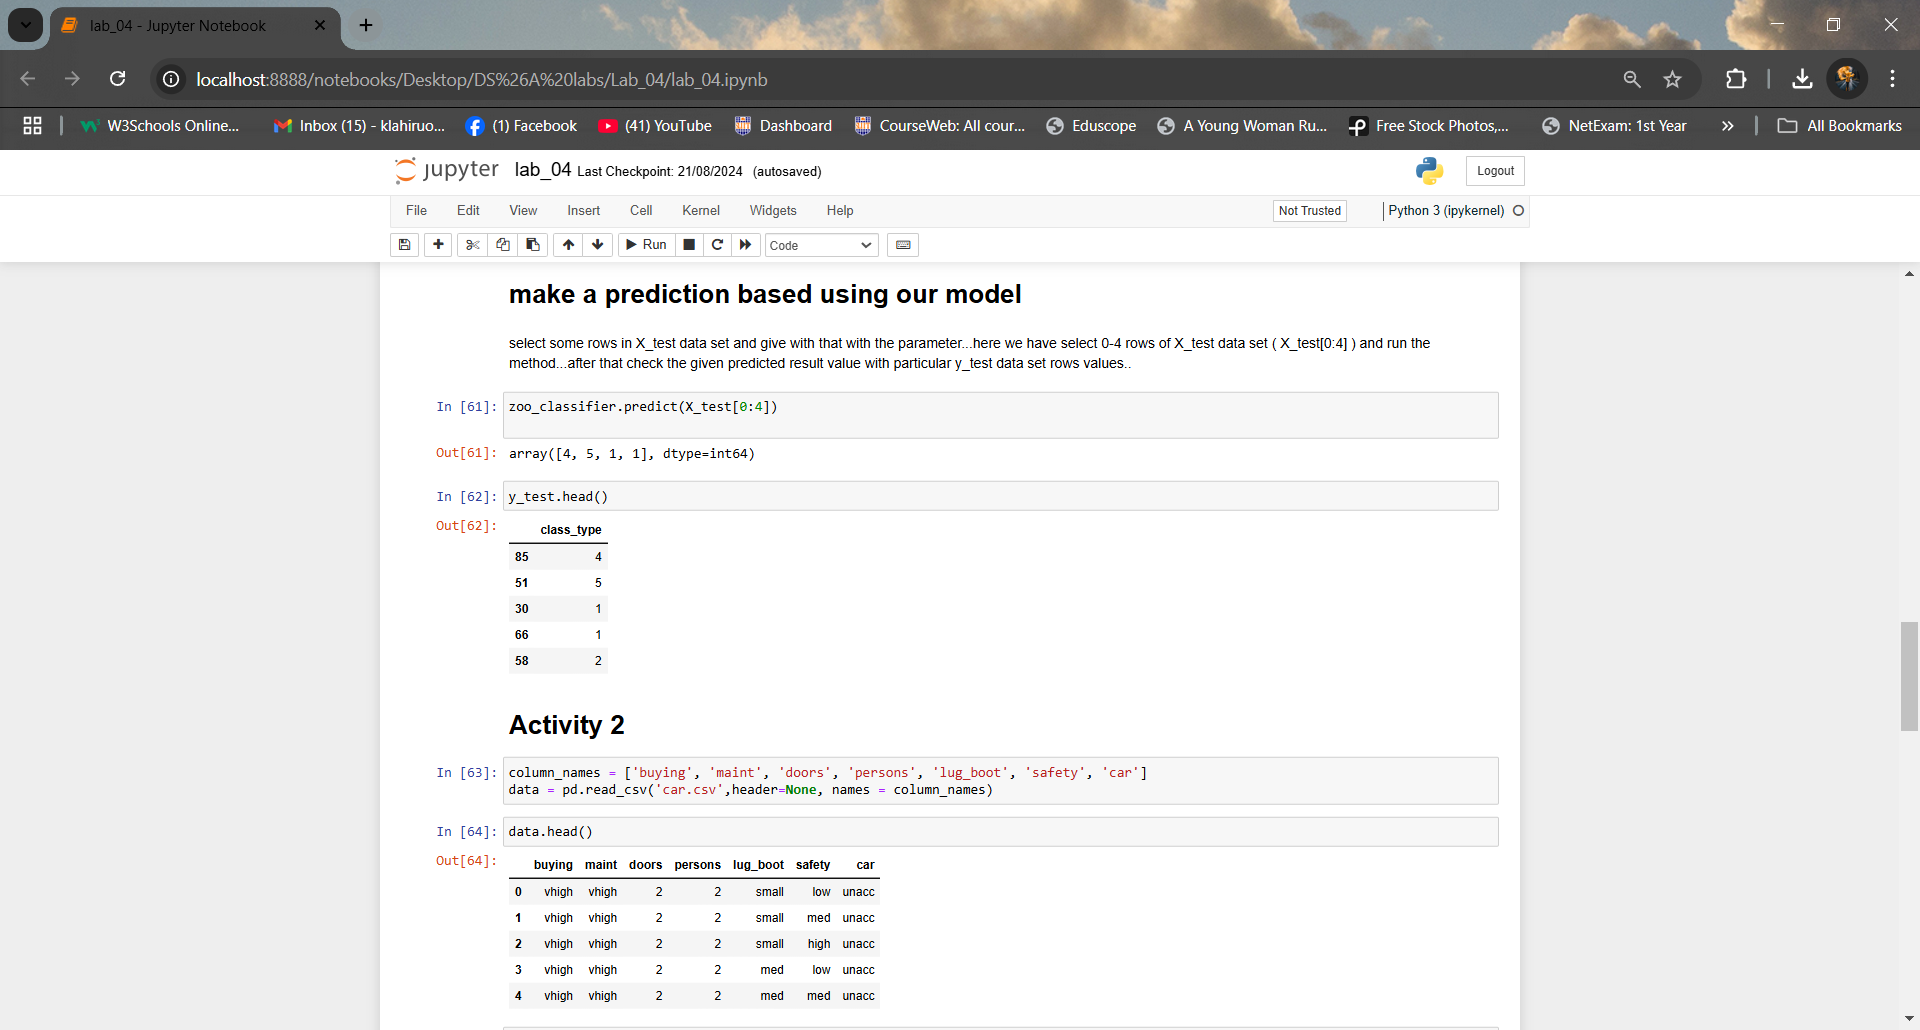 lab_04 - Jupyter Notebook
localhost:8888/notebooks/Desktop/DS%26A%20labs/Lab_04/lab_04.ipynb
W3Schools Online... Inbox (15) - klahiruo... (1) Facebook (41) YouTube Dashboard CourseWeb: All cour... Eduscope A Young Woman Ru... Free Stock Photos,... NetExam: 1st Year » All Bookmarks
jupyter lab_04 Last Checkpoint: 21/08/2024 (autosaved) Logout
File Edit View Insert Cell Kernel Widgets Help Not Trusted Python 3 (ipykernel)
Run Code
make a prediction based using our model
select some rows in X_test data set and give with that with the parameter...here we have select 0-4 rows of X_test data set ( X_test[0:4] ) and run the
method...after that check the given predicted result value with particular y_test data set rows values..
In [61]: zoo_classifier.predict(X_test[0:4])
Out[61]: array([4, 5, 1, 1], dtype=int64)
In [62]: y_test.head()
Out[62]:
class_type
85 4
51 5
30 1
66 1
58 2
Activity 2
In [63]: column_names = ['buying', 'maint', 'doors', 'persons', 'lug_boot', 'safety', 'car']
data = pd.read_csv('car.csv',header=None, names = column_names)
In [64]: data.head()
Out[64]:
buying maint doors persons lug_boot safety car
0 vhigh vhigh 2 2 small low unacc
1 vhigh vhigh 2 2 small med unacc
2 vhigh vhigh 2 2 small high unacc
3 vhigh vhigh 2 2 med low unacc
4 vhigh vhigh 2 2 med med unacc